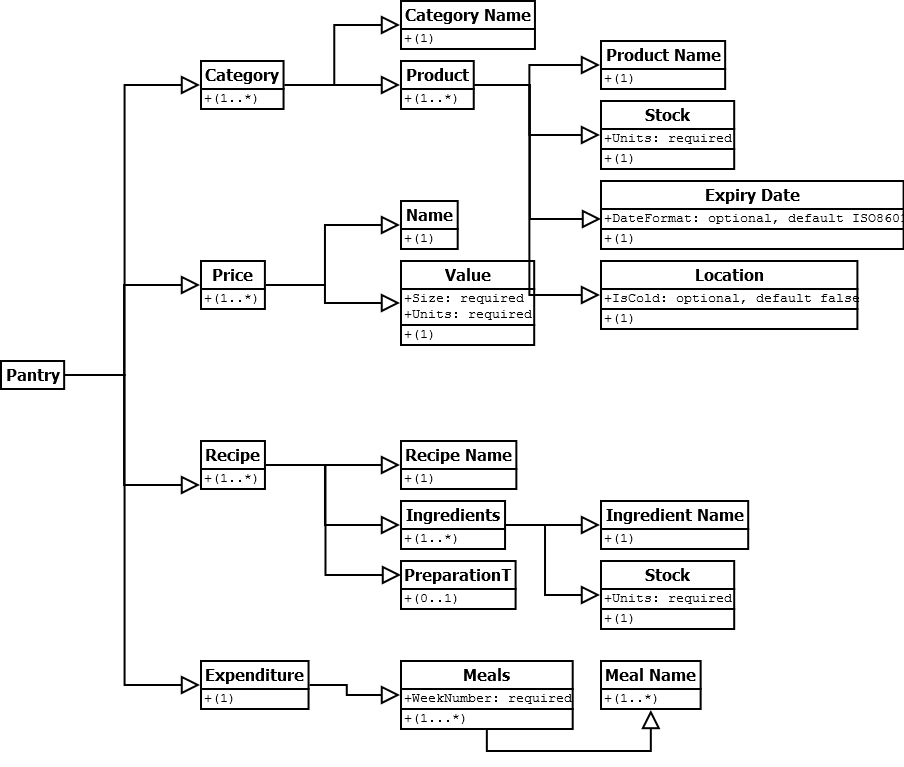 Category Name
+(1)
Category
+(1..*)
Product
+(1..*)
Product Name
+(1)
Stock
+Units: required
+(1)
Expiry Date
+DateFormat: optional, default ISO8601
+(1)
Name
+(1)
Price
+(1..*)
Value
+Size: required
+Units: required
+(1)
Location
+IsCold: optional, default false
+(1)
Pantry
Recipe
+(1..*)
Recipe Name
+(1)
Ingredients
+(1..*)
Ingredient Name
+(1)
PreparationT
+(0..1)
Stock
+Units: required
+(1)
Expenditure
+(1)
Meals
+WeekNumber: required
+(1...*)
Meal Name
+(1..*)